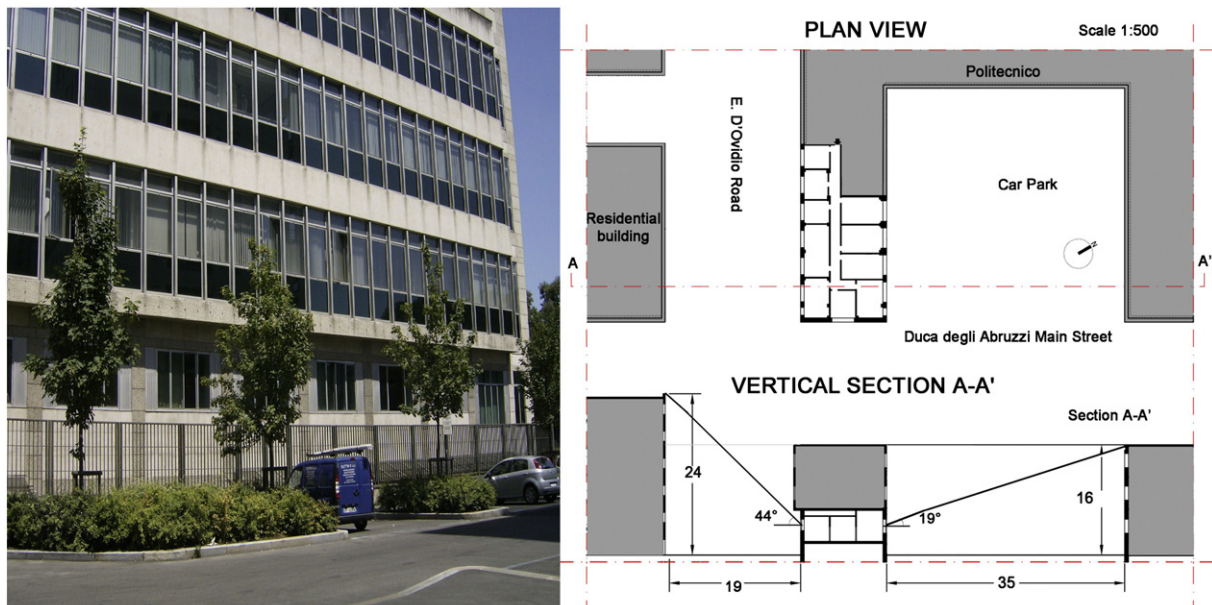 PLAN VIEW
Scale 1:500
Politecnico
E. D'Ovidio Road
Car Park
Residential
building
N
A
A'
Duca degli Abruzzi Main Street
VERTICAL SECTION A-A'
Section A-A'
24
44°
19°
16
19
35